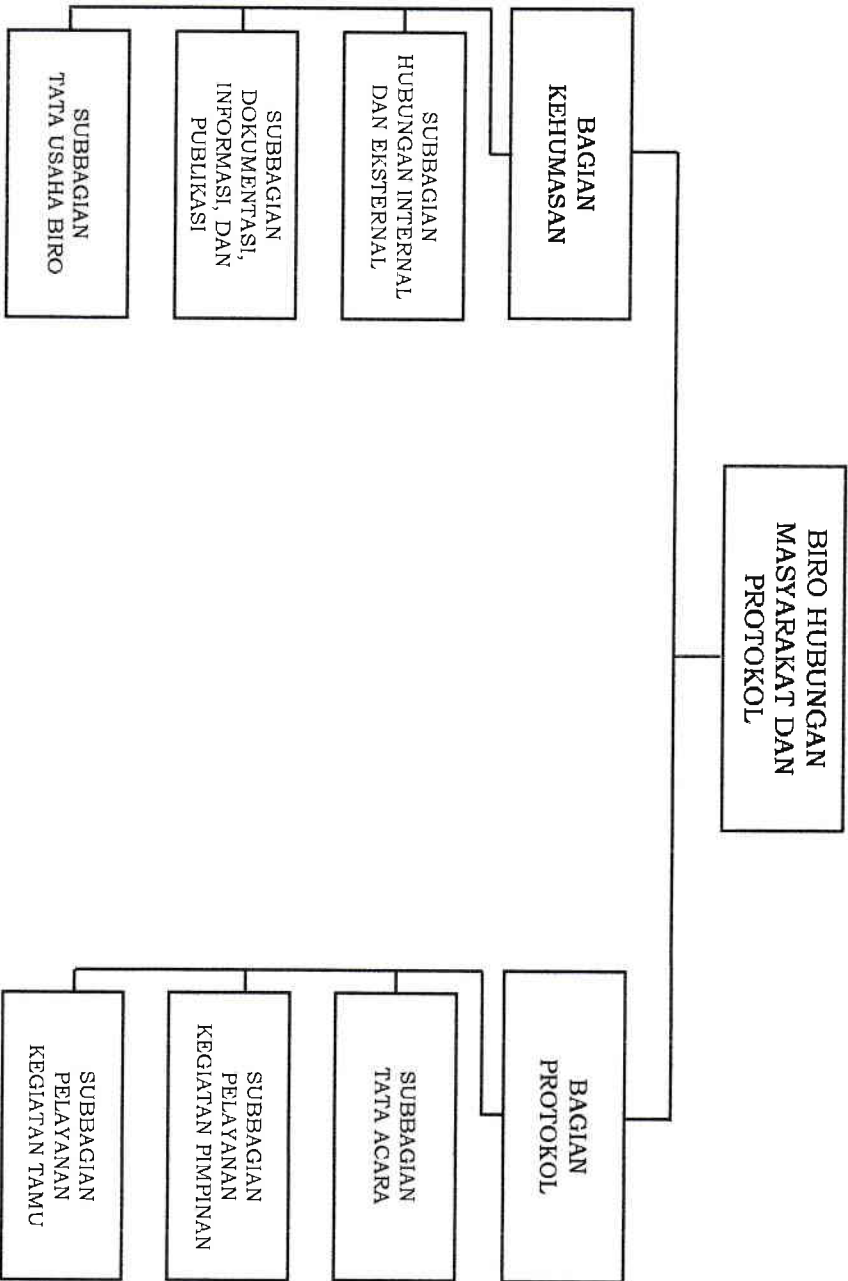 BIRO HUBUNGAN
MASYARAKAT DAN
PROTOKOL
BAGIAN
KEHUMASAN
SUBBAGIAN
HUBUNGAN INTERNAL
DAN EKSTERNAL
SUBBAGIAN
DOKUMENTASI,
INFORMASI, DAN
PUBLIKASI
SUBBAGIAN
TATA USAHA BIRO
BAGIAN
PROTOKOL
SUBBAGIAN
TATA ACARA
SUBBAGIAN
PELAYANAN
KEGIATAN PIMPINAN
SUBBAGIAN
PELAYANAN
KEGIATAN TAMU